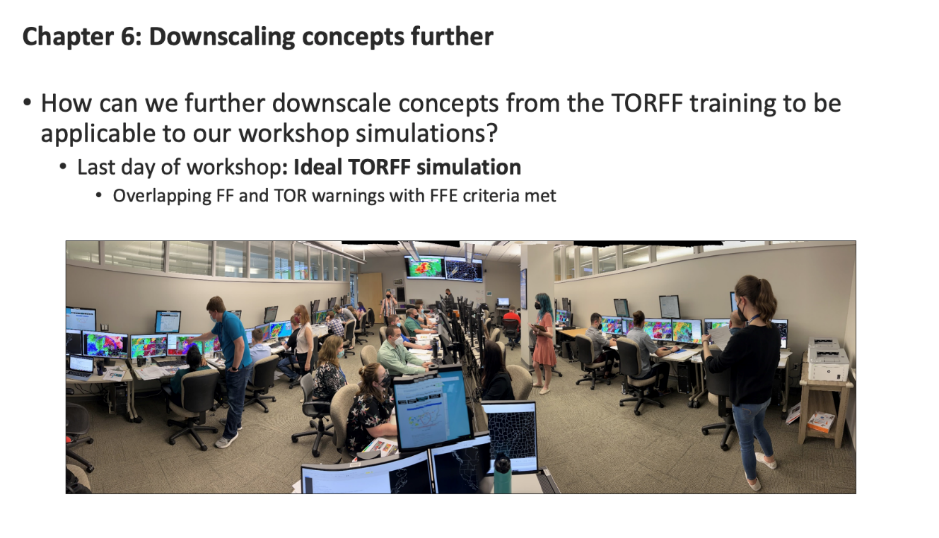 Chapter 6: Downscaling concepts further
• How can we further downscale concepts from the TORFF training to be
applicable to our workshop simulations?
• Last day of workshop: Ideal TORFF simulation
• Overlapping FF and TOR warnings with FFE criteria met